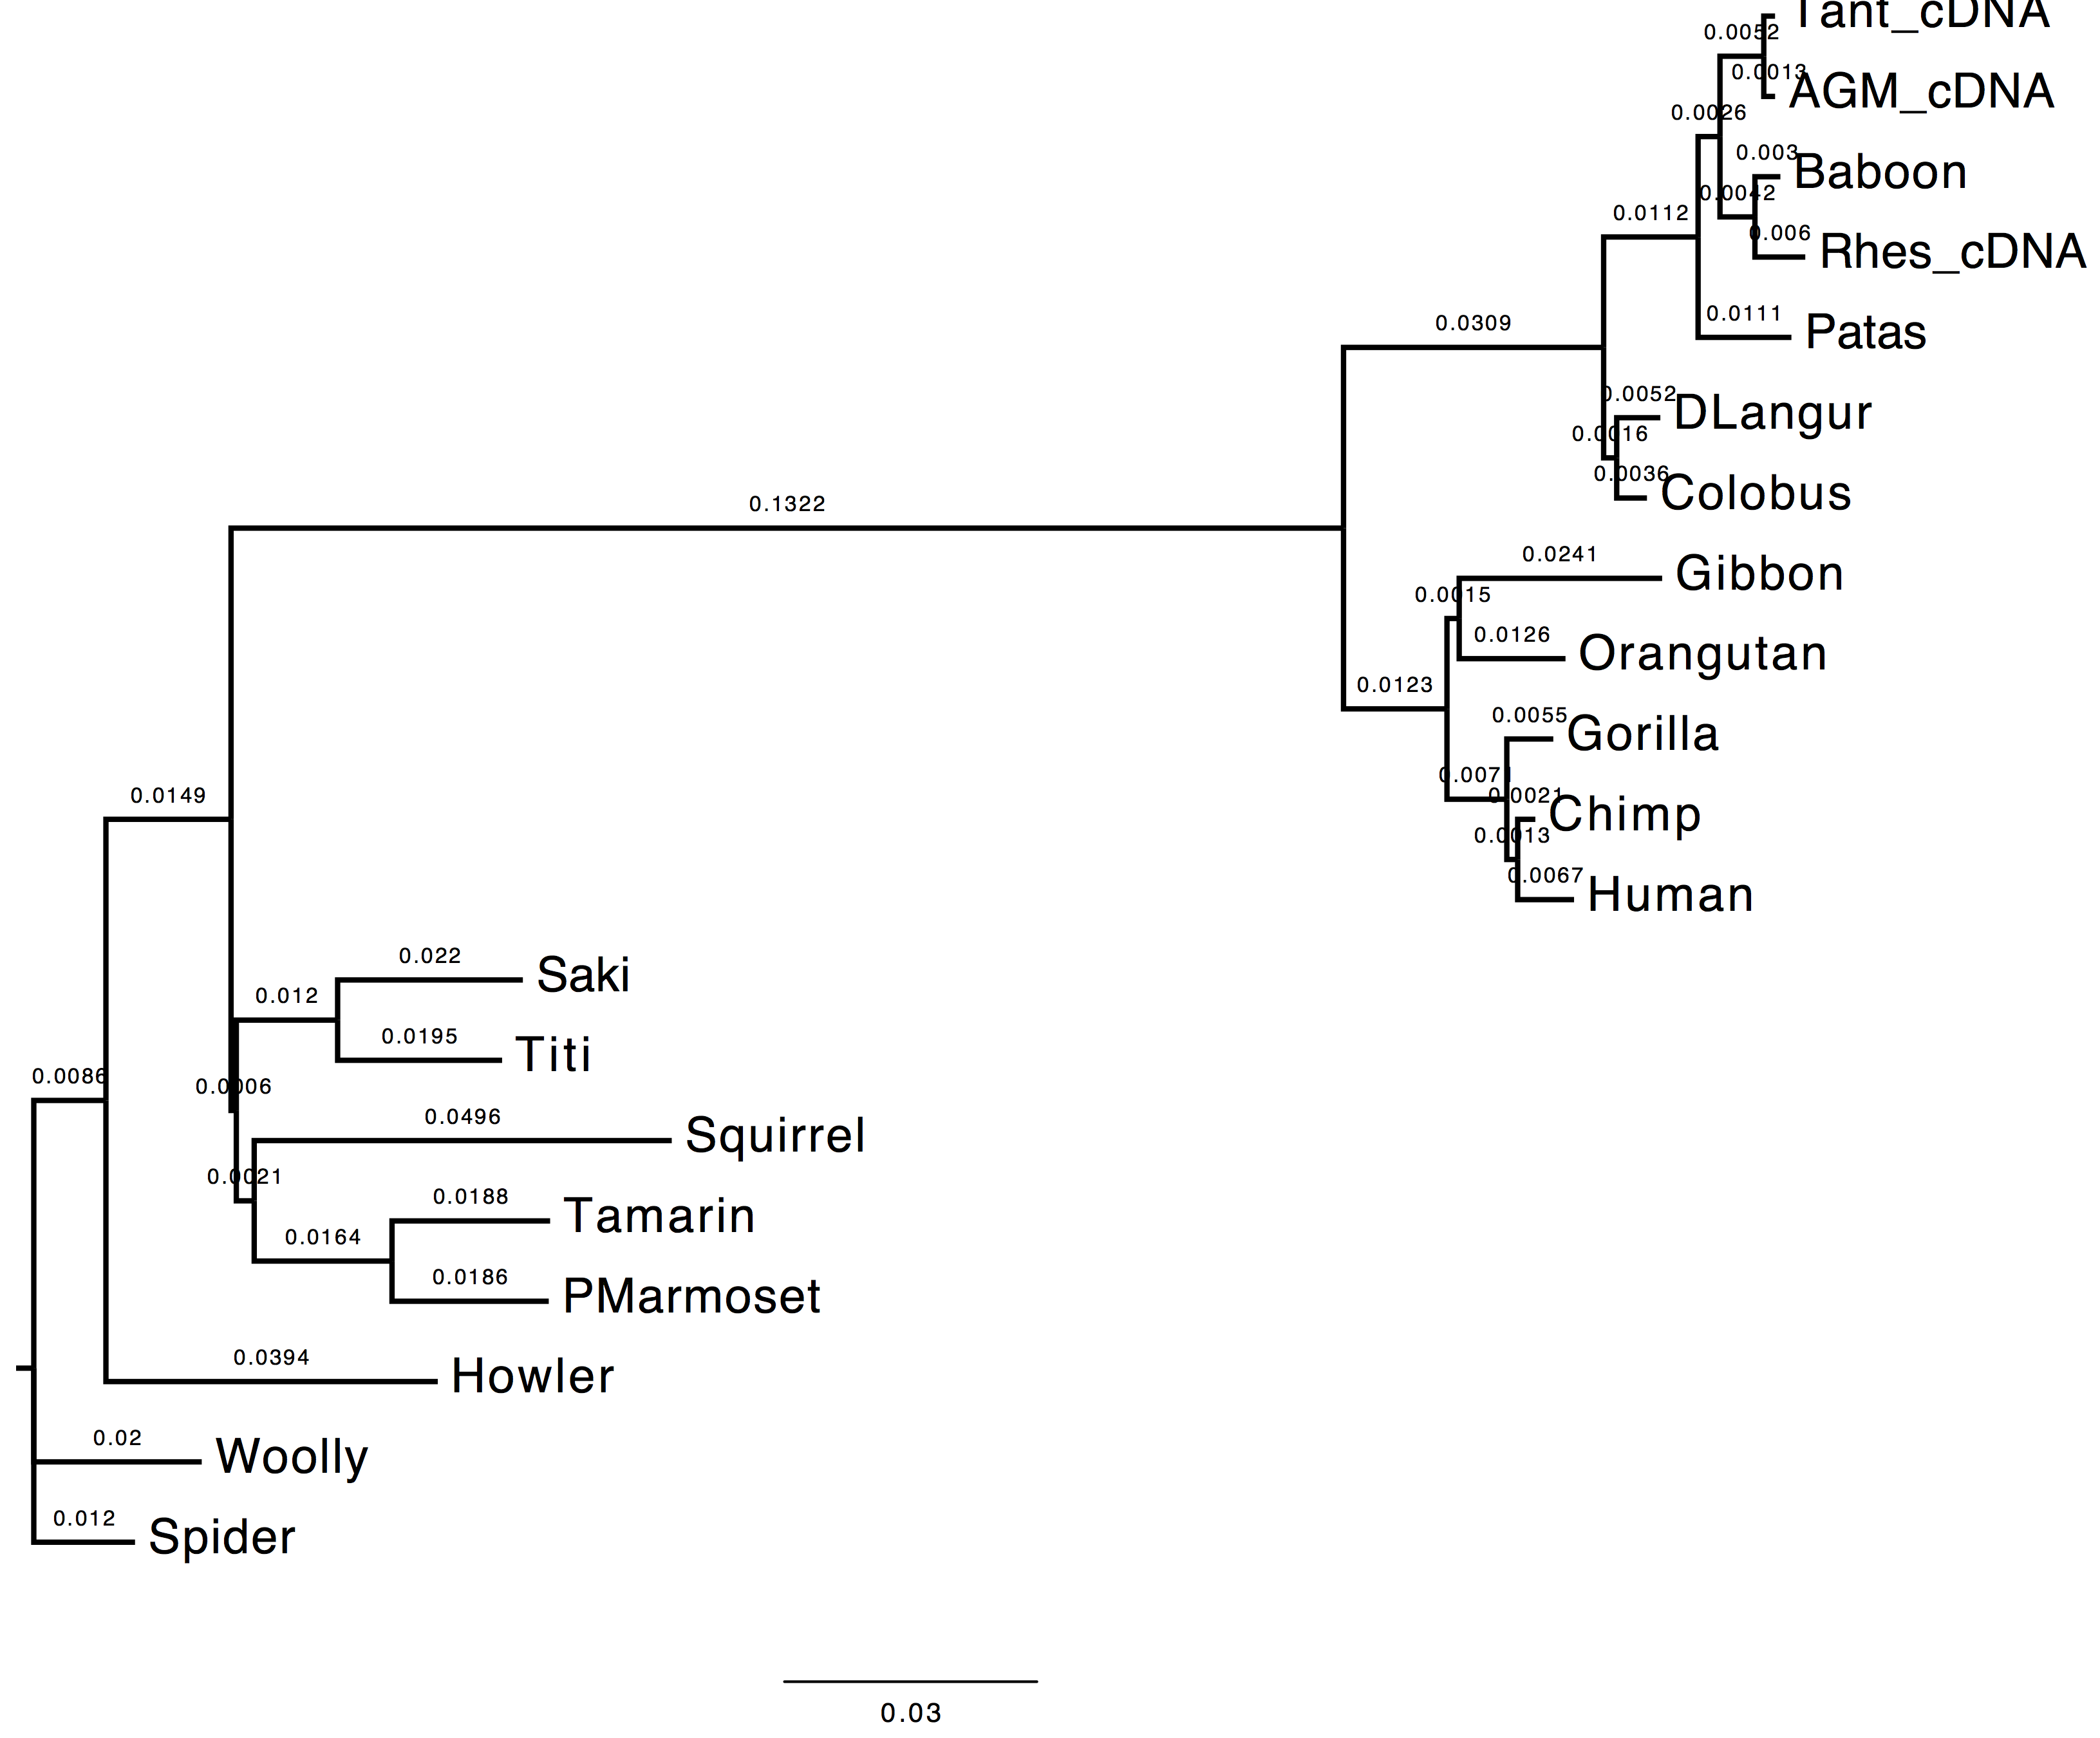 Tant_cDNA
0.0052
0.0013
AGM_cDNA
0.0026
0.003
Baboon
0.0042
0.0112
0.006
Rhes_cDNA
0.0111
Patas
0.0309
0.0052
DLangur
0.0016
0.0036
Colobus
0.1322
0.0241
Gibbon
0.0015
0.0126
Orangutan
0.0123
0.0055
Gorilla
0.0071
0.0021
Chimp
0.0149
0.0013
0.0067
Human
0.022
Saki
0.012
0.0195
Titi
0.0086
0.0006
0.0496
Squirrel
0.0021
0.0188
Tamarin
0.0164
0.0186
PMarmoset
0.0394
Howler
0.02
Woolly
0.012
Spider
0.03